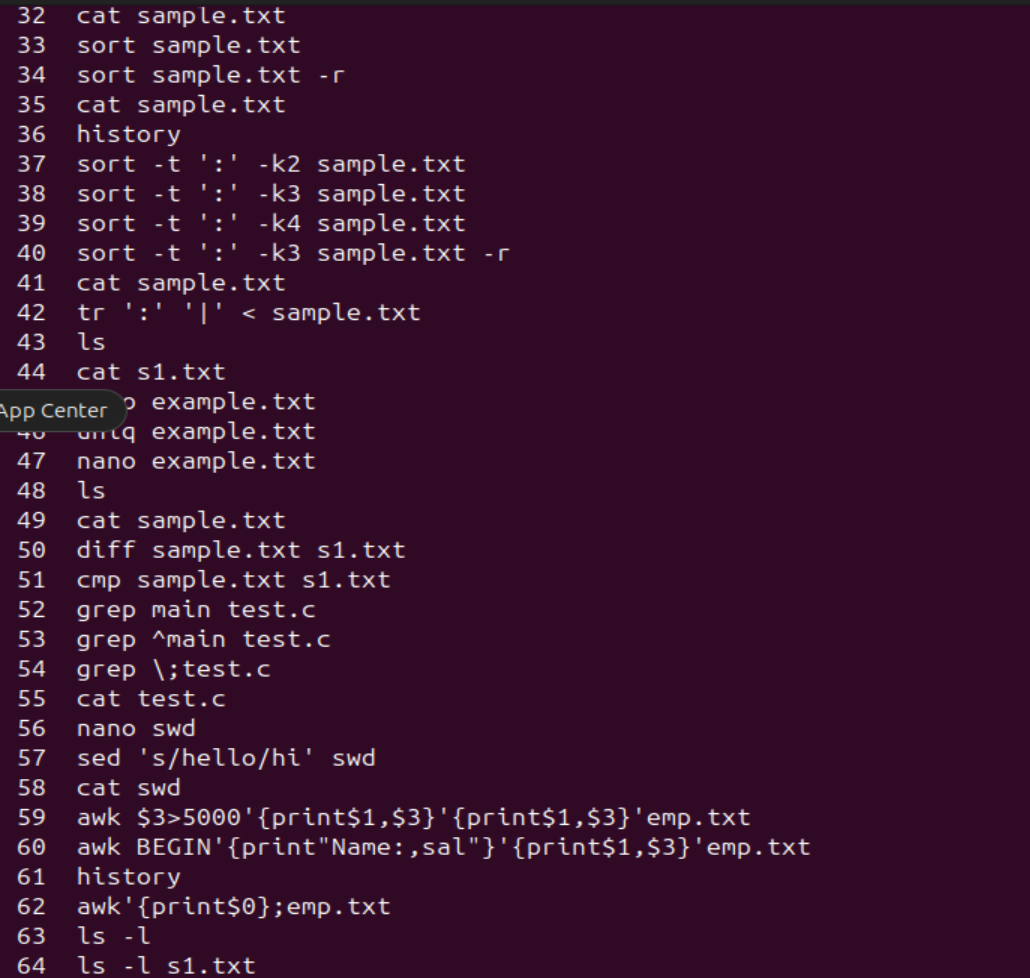 32 cat sample.txt
33 sort sample.txt
34 sort sample.txt -r
35 cat sample.txt
36 history
37 sort -t ':' -k2 sample.txt
38 sort -t ':' -k3 sample.txt
39 sort -t ':' -k4 sample.txt
40 sort -t ':' -k3 sample.txt -r
41 cat sample.txt
42 tr ':' '|' < sample.txt
43 ls
44 cat s1.txt
App Center
example.txt
46 uniq example.txt
47 nano example.txt
48 ls
49 cat sample.txt
50 diff sample.txt s1.txt
51 cmp sample.txt s1.txt
52 grep main test.c
53 grep ^main test.c
54 grep \;test.c
55 cat test.c
56 nano swd
57 sed 's/hello/hi' swd
58 cat swd
59 awk $3>5000'{print$1,$3}'{print$1,$3}'emp.txt
60 awk BEGIN'{print"Name:,sal"}'{print$1,$3}'emp.txt
61 history
62 awk'{print$0};emp.txt
63 ls -l
64 ls -l s1.txt